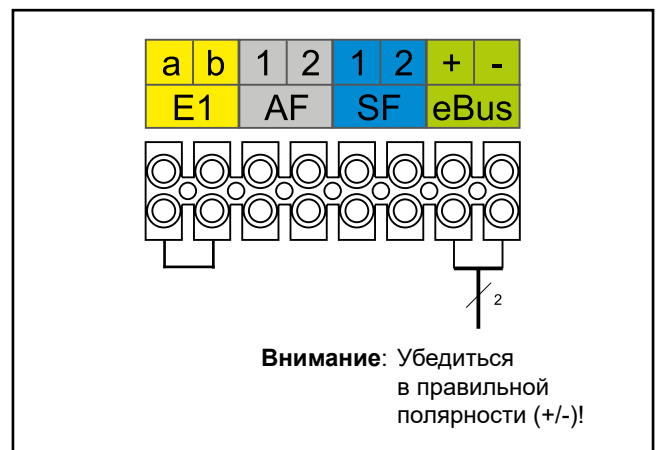 a b 1 2 1 2 + -
E1 AF SF eBus
2
Внимание: Убедиться
в правильной
полярности (+/-)!